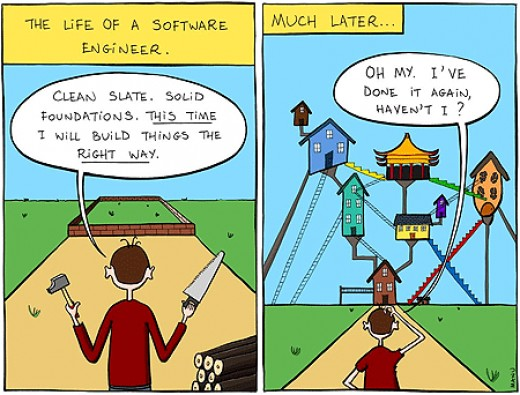 THE LIFE OF A SOFTWARE
ENGINEER.
CLEAN SLATE. SOLID
FOUNDATIONS. THIS TIME
I WILL BUILD THINGS THE
RIGHT WAY.
MUCH LATER...
OH MY. I'VE
DONE IT AGAIN,
HAVEN'T I ?
MANU